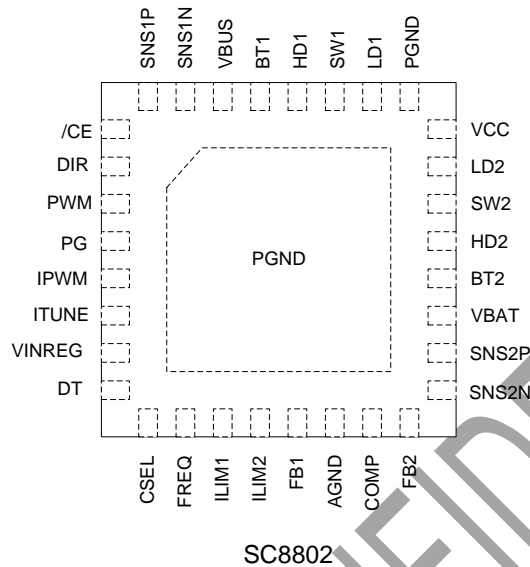 SNS1P
SNS1N
VBUS
BT1
HD1
SW1
LD1
PGND
/CE
DIR
PWM
PG
IPWM
ITUNE
VINREG
DT
PGND
VCC
LD2
SW2
HD2
BT2
VBAT
SNS2P
SNS2N
CSEL
FREQ
ILIM1
ILIM2
FB1
AGND
COMP
FB2
SC8802